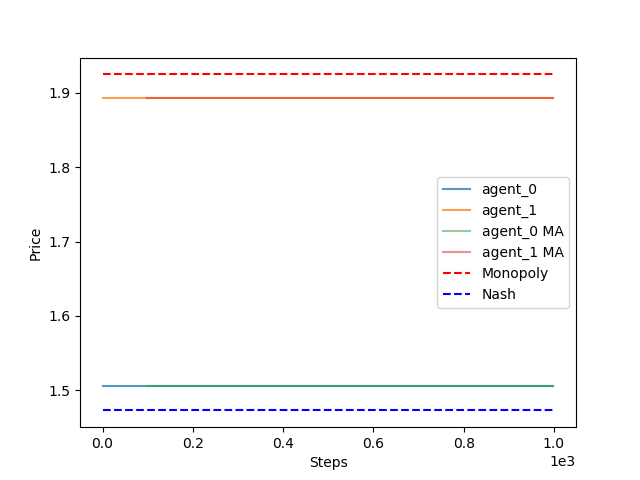 1.9
1.8
1.7
1.6
1.5
Price
agent_0
agent_1
agent_0 MA
agent_1 MA
Monopoly
Nash
0.0 0.2 0.4 0.6 0.8 1.0
Steps 1e3